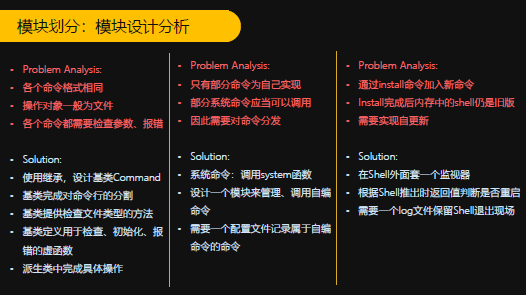 模块划分：模块设计分析
• Problem Analysis:
• 各个命令格式相同
• 操作对象一般为文件
• 各个命令都需要检查参数、报错
• Solution:
• 使用继承，设计基类Command
• 基类完成对命令行的分割
• 基类提供检查文件类型的方法
• 基类定义用于检查、初始化、报
错的虚函数
• 派生类中完成具体操作
• Problem Analysis:
• 只有部分命令为自己实现
• 部分系统命令应当可以调用
• 因此需要对命令分发
• Solution:
• 系统命令：调用system函数
• 设计一个模块来管理、调用自编
命令
• 需要一个配置文件记录属于自编
命令的命令
• Problem Analysis:
• 通过install命令加入新命令
• Install完成后内存中的shell仍是旧版
• 需要实现自更新
• Solution:
• 在Shell外面套一个监视器
• 根据Shell推出时返回值判断是否重启
• 需要一个log文件保留Shell退出现场